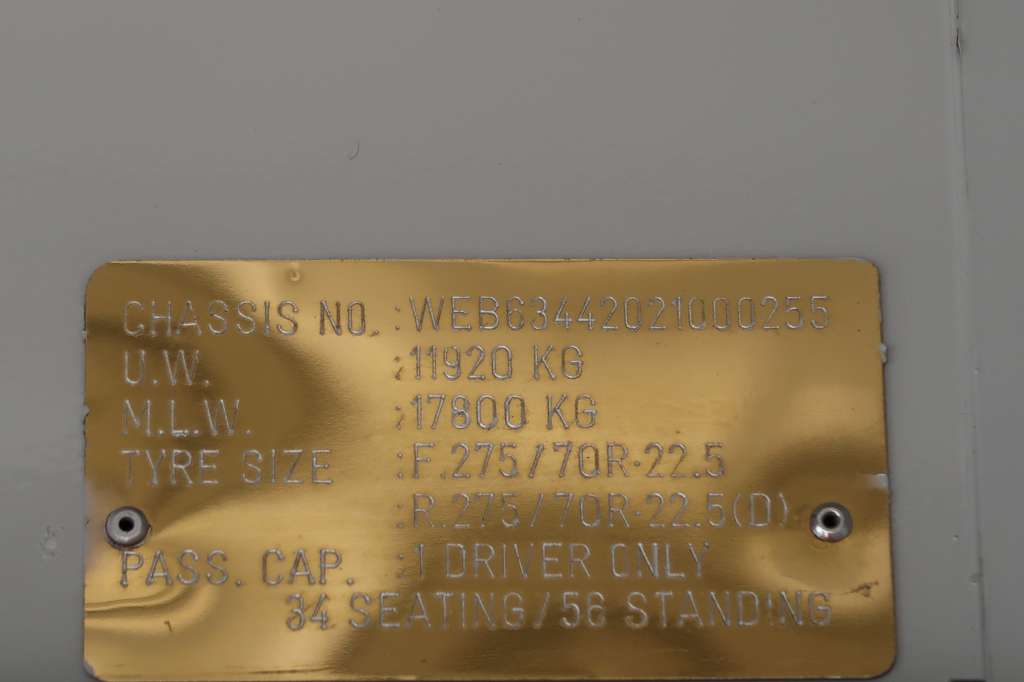 CHASSIS NO. :WEB63442021000255
U.W. :11920 KG
M.L.W. :17800 KG
TYRE SIZE :F.275/70R-22.5
:R.275/70R-22.5(D)
PASS. CAP. :1 DRIVER ONLY
34 SEATING/56 STANDING